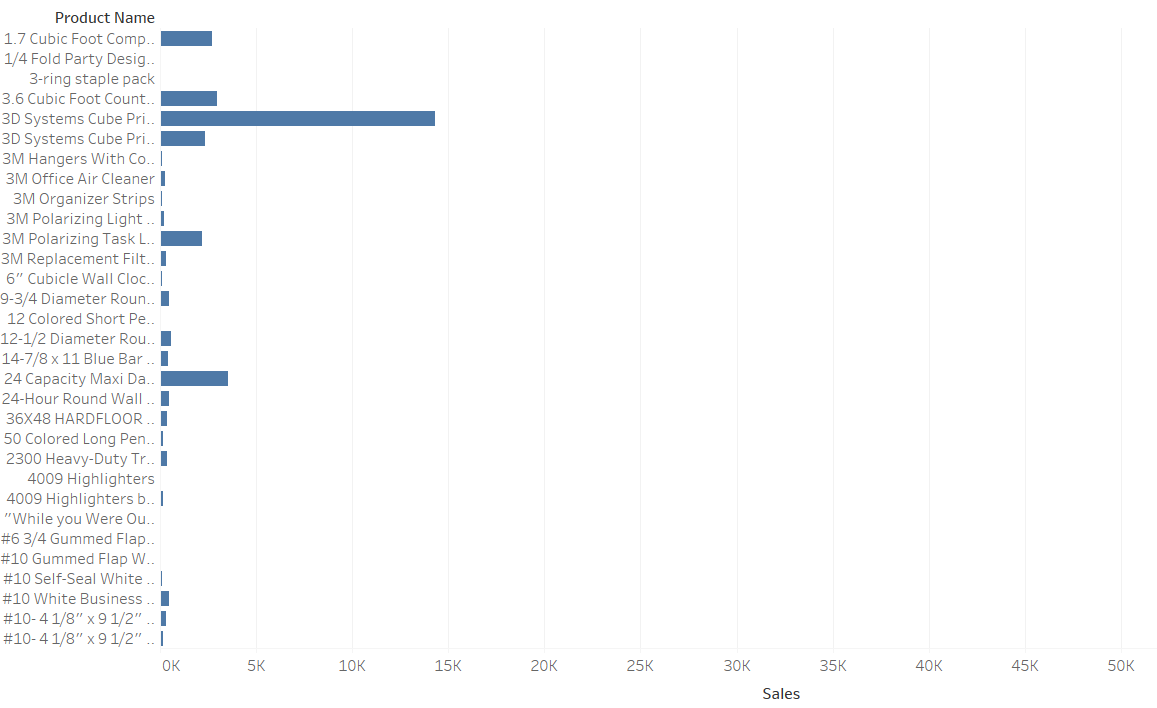 Product Name
1.7 Cubic Foot Comp..
1/4 Fold Party Desig..
3-ring staple pack
3.6 Cubic Foot Count..
3D Systems Cube Pri..
3D Systems Cube Pri..
3M Hangers With Co..
3M Office Air Cleaner
3M Organizer Strips
3M Polarizing Light ..
3M Polarizing Task L..
3M Replacement Filt..
6" Cubicle Wall Cloc..
9-3/4 Diameter Roun..
12 Colored Short Pe..
12-1/2 Diameter Rou..
14-7/8 x 11 Blue Bar ..
24 Capacity Maxi Da..
24-Hour Round Wall ..
36X48 HARDFLOOR ..
50 Colored Long Pen..
2300 Heavy-Duty Tr..
4009 Highlighters
4009 Highlighters b..
"While you Were Ou..
#6 3/4 Gummed Flap..
#10 Gummed Flap W..
#10 Self-Seal White ..
#10 White Business ..
#10- 4 1/8" x 9 1/2" ..
#10- 4 1/8" x 9 1/2" ..
0K 5K 10K 15K 20K 25K 30K 35K 40K 45K 50K
Sales